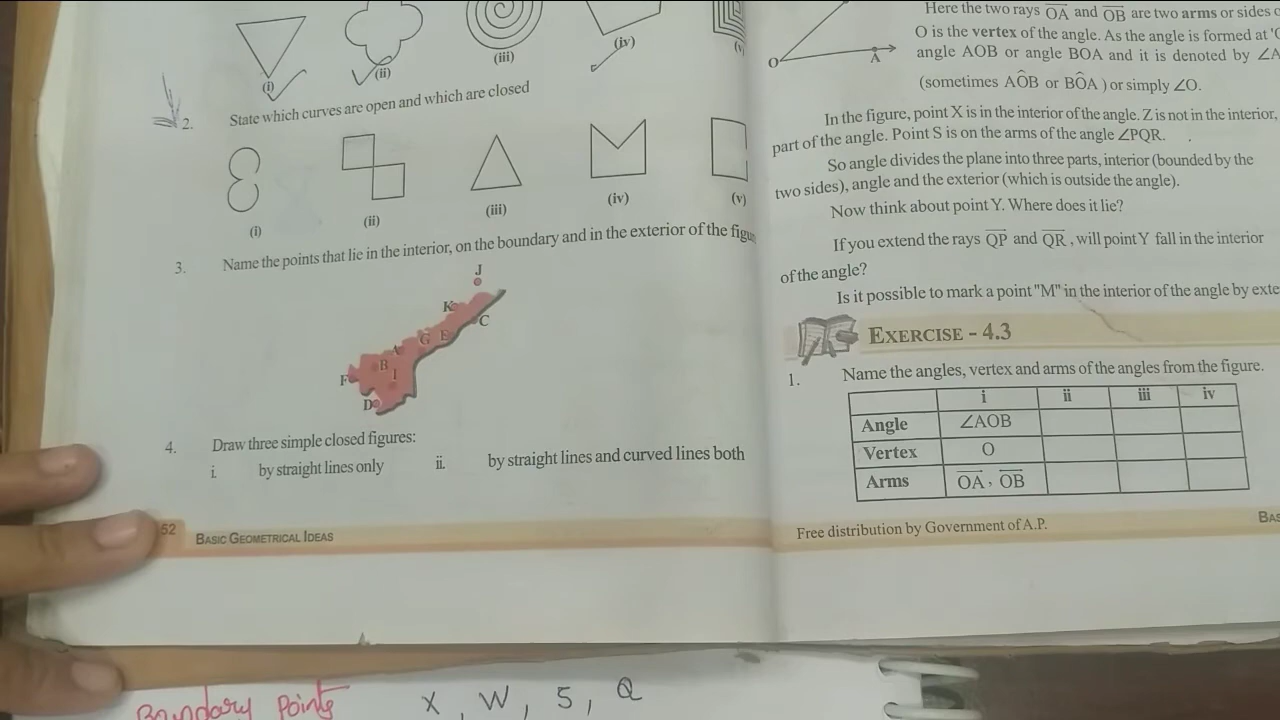 (i)
(ii)
(iii)
(iv)
2. State which curves are open and which are closed
(i)
(ii)
(iii)
(iv)
(v)
3. Name the points that lie in the interior, on the boundary and in the exterior of the
J
K
C
G E
A
B
I
F
D
4. Draw three simple closed figures:
i. by straight lines only ii. by straight lines and curved lines both
52 BASIC GEOMETRICAL IDEAS
Here the two rays OA and OB are two arms or sides
O is the vertex of the angle. As the angle is formed at
O A
angle AOB or angle BOA and it is denoted by
(sometimes AÔB or BÔA) or simply ∠O.
In the figure, point X is in the interior of the angle. Z is not in the interior,
part of the angle. Point S is on the arms of the angle ∠PQR.
So angle divides the plane into three parts, interior (bounded by the
two sides), angle and the exterior (which is outside the angle).
Now think about point Y. Where does it lie?
If you extend the rays QP and QR, will point Y fall in the interior
of the angle?
Is it possible to mark a point "M" in the interior of the angle by
EXERCISE - 4.3
1. Name the angles, vertex and arms of the angles from the figure.
i ii iii iv
Angle ∠AOB
Vertex O
Arms OA, OB
Free distribution by Government of A.P.
Boundary Points X, W, S, Q